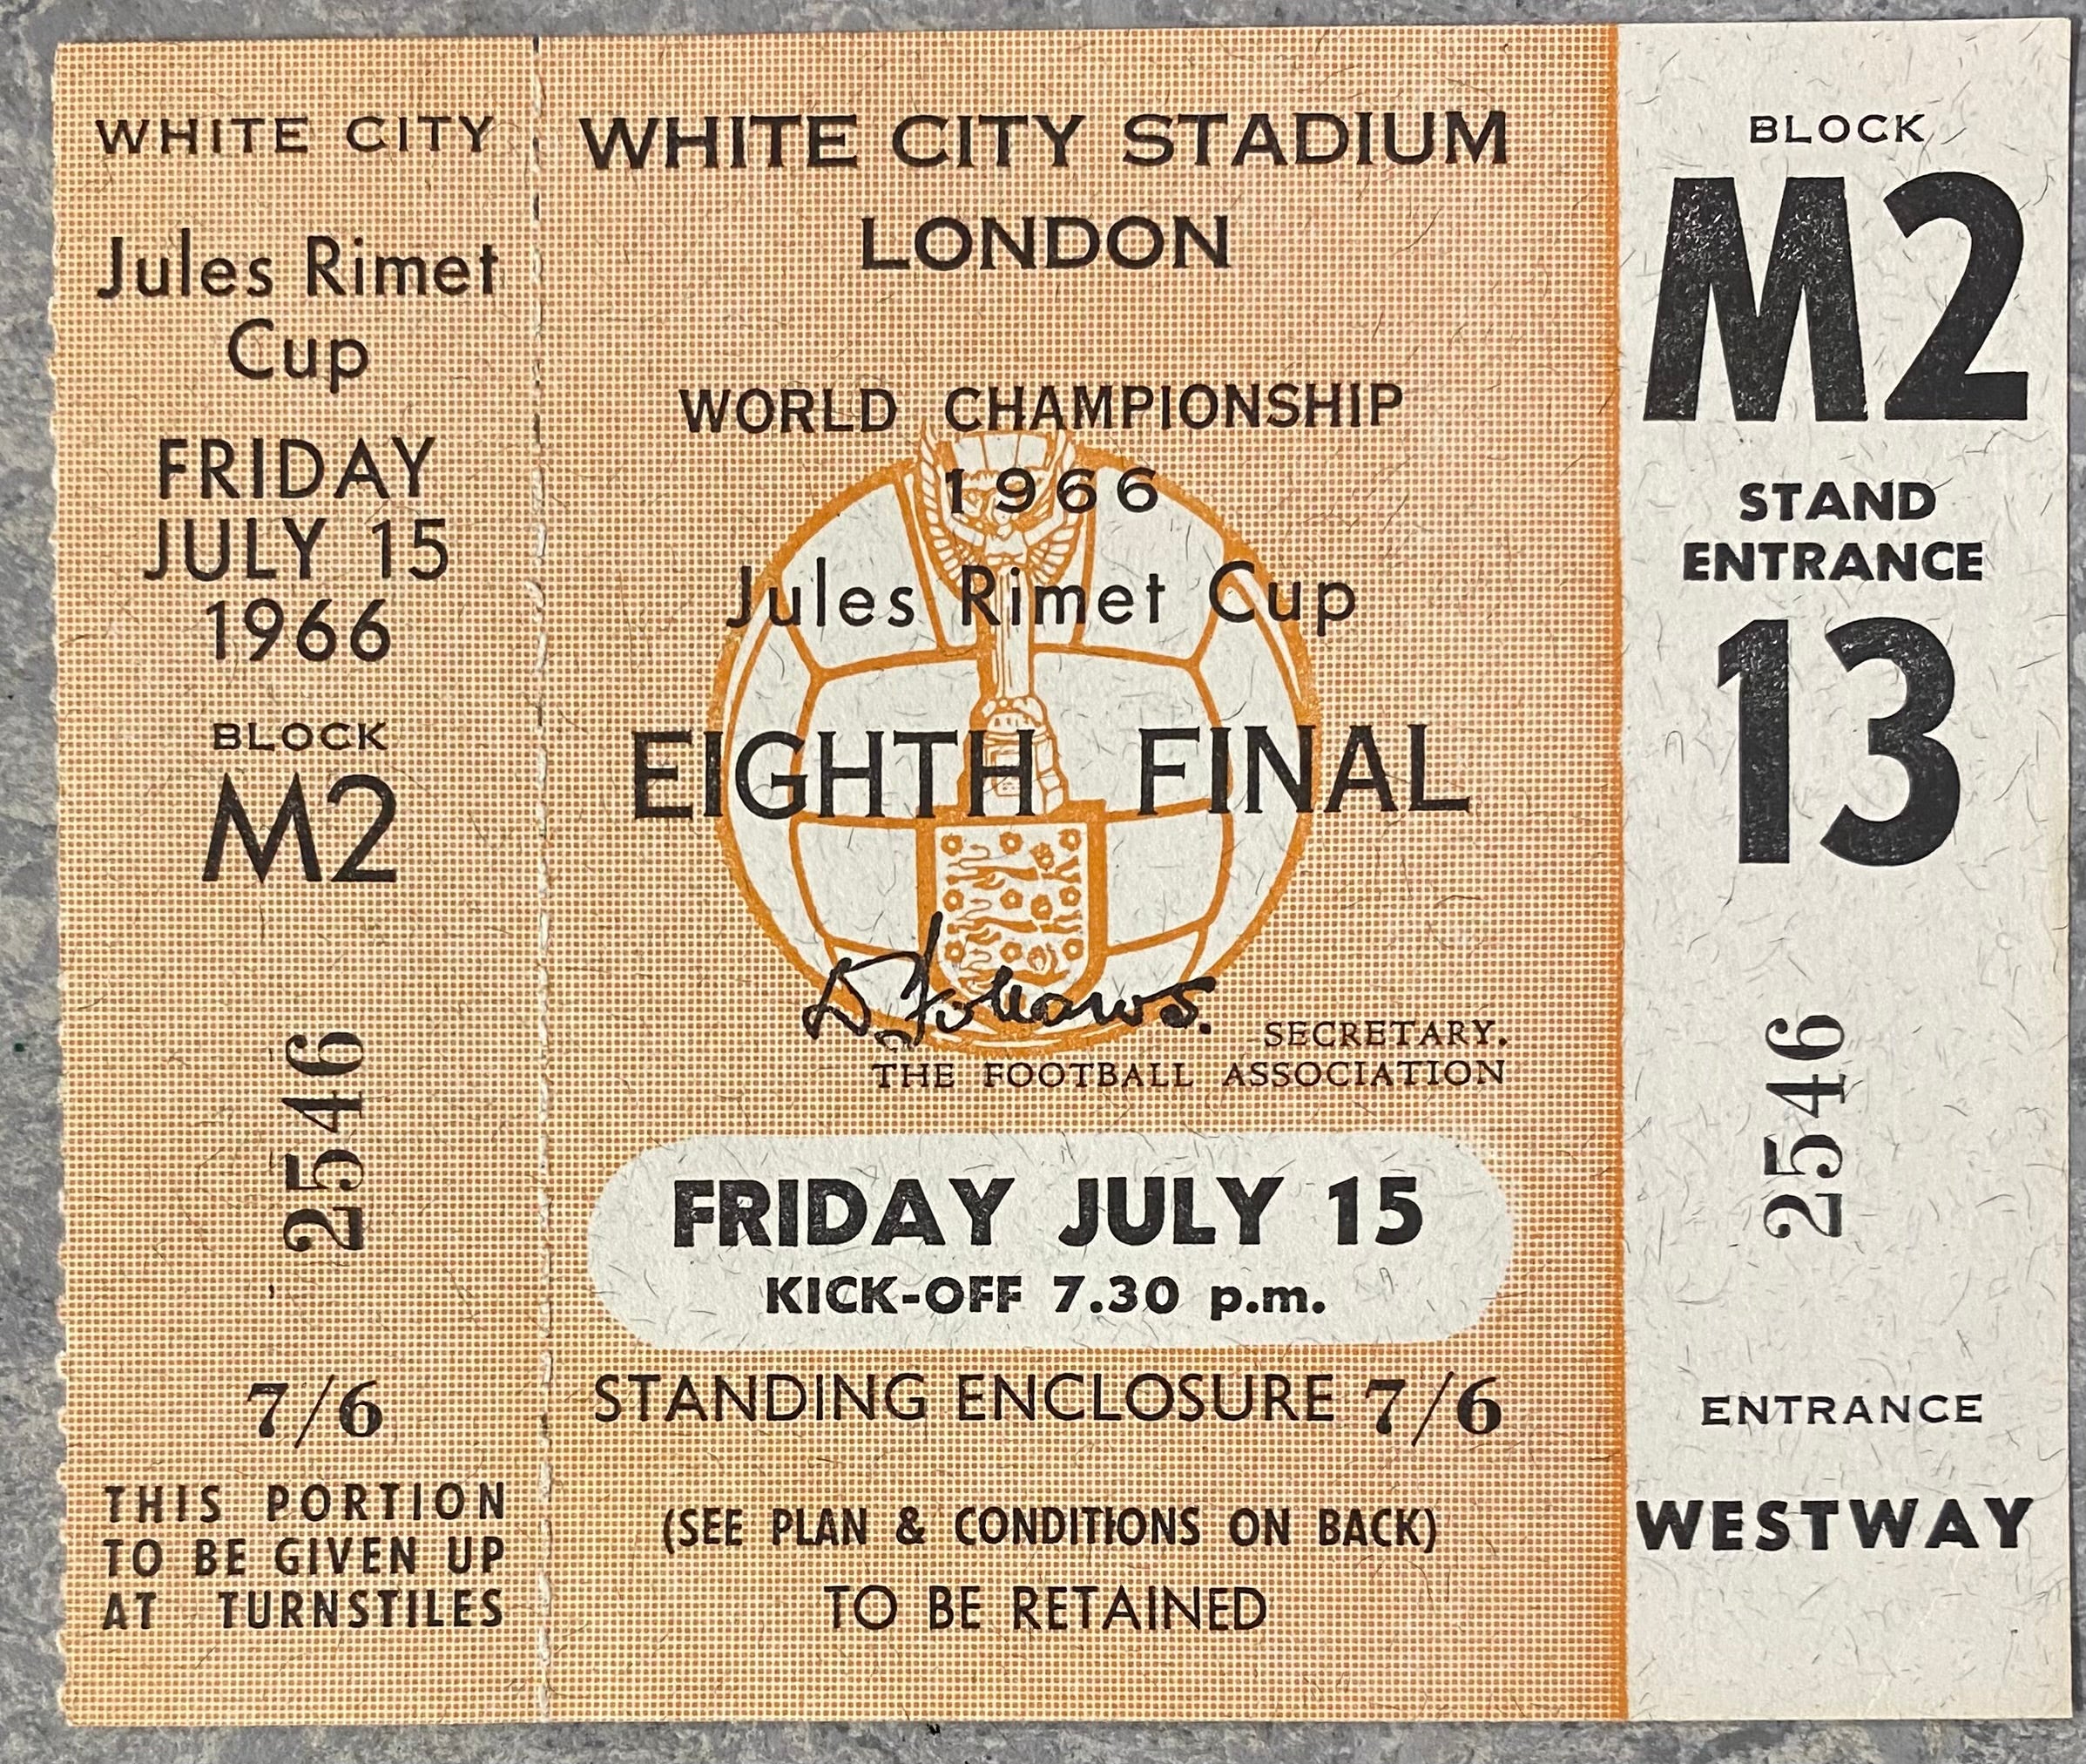 WHITE CITY
Jules Rimet
Cup
FRIDAY
JULY 15
1966
BLOCK
M2
2546
7/6
THIS PORTION
TO BE GIVEN UP
AT TURNSTILES
WHITE CITY STADIUM
LONDON
WORLD CHAMPIONSHIP
1966
Jules Rimet Cup
EIGHTH FINAL
D. Follows.
SECRETARY.
THE FOOTBALL ASSOCIATION
FRIDAY JULY 15
KICK-OFF 7.30 p.m.
STANDING ENCLOSURE 7/6
(SEE PLAN & CONDITIONS ON BACK)
TO BE RETAINED
BLOCK
M2
STAND
ENTRANCE
13
2546
ENTRANCE
WESTWAY